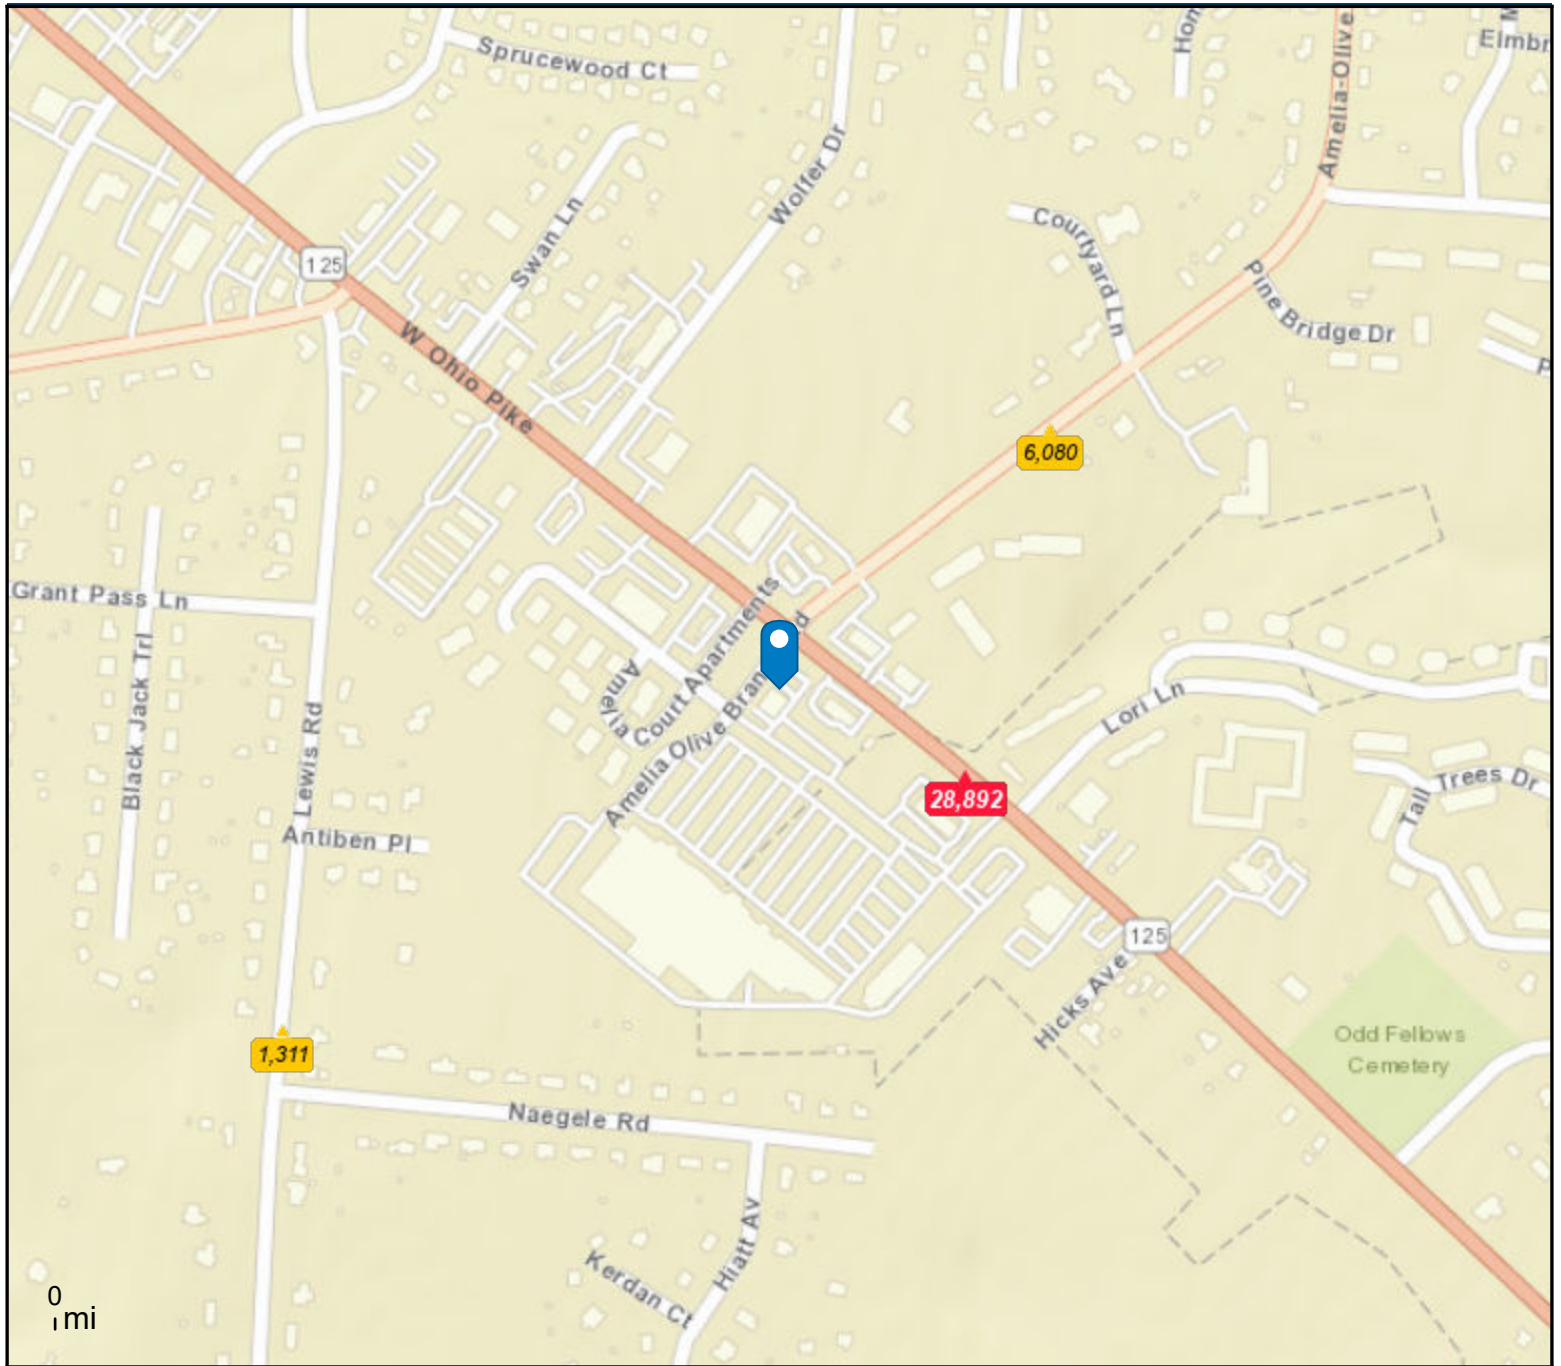 Sprucewood Ct
Hom
Elmbr
Amelia-Olive
Wolfer Dr
Swan Ln
Courtyard Ln
125
Pine Bridge Dr
W Ohio Pike
6,080
Grant Pass Ln
Black Jack Trl
Lewis Rd
Amelia Court Apartments
Amelia Olive Bran
d
Lori Ln
Tall Trees Dr
28,892
Antiben Pl
125
Hicks Ave
Odd Fellows
Cemetery
1,311
Naegele Rd
Hiatt Av
Kerdan Ct
0
mi